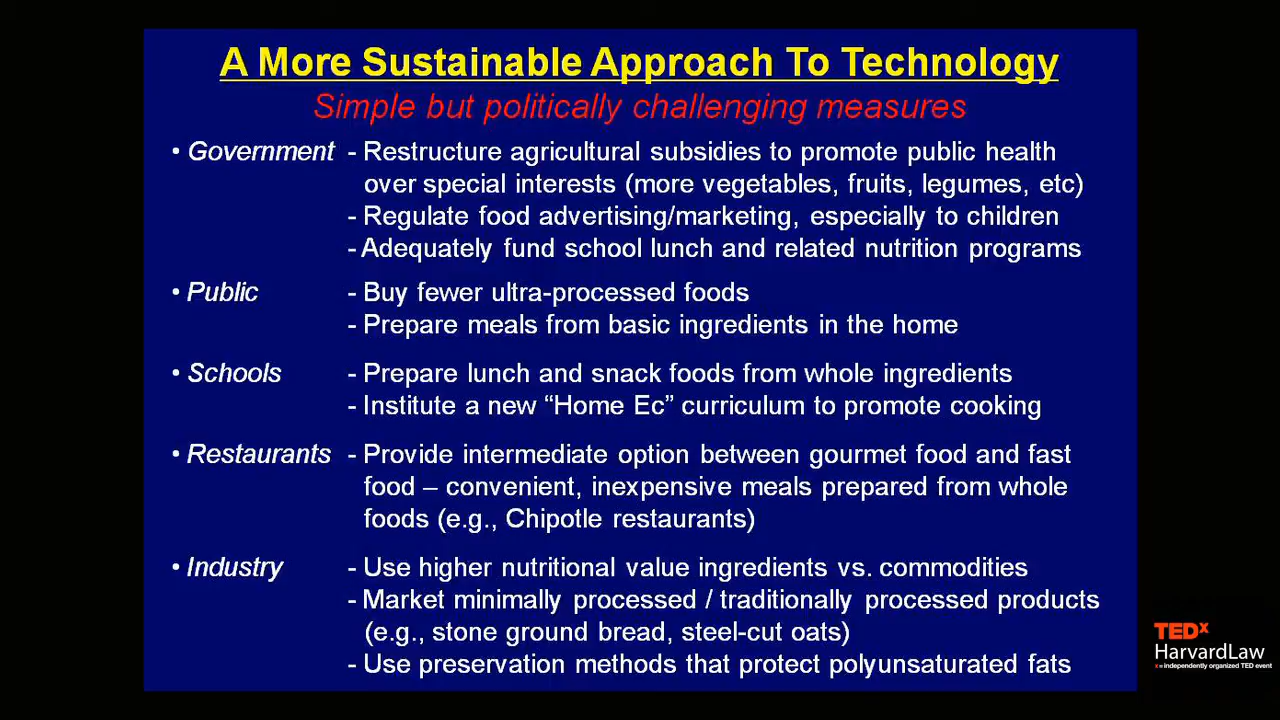 A More Sustainable Approach To Technology
Simple but politically challenging measures
• Government - Restructure agricultural subsidies to promote public health
over special interests (more vegetables, fruits, legumes, etc)
- Regulate food advertising/marketing, especially to children
- Adequately fund school lunch and related nutrition programs
• Public - Buy fewer ultra-processed foods
- Prepare meals from basic ingredients in the home
• Schools - Prepare lunch and snack foods from whole ingredients
- Institute a new “Home Ec” curriculum to promote cooking
• Restaurants - Provide intermediate option between gourmet food and fast
food – convenient, inexpensive meals prepared from whole
foods (e.g., Chipotle restaurants)
• Industry - Use higher nutritional value ingredients vs. commodities
- Market minimally processed / traditionally processed products
(e.g., stone ground bread, steel-cut oats)
- Use preservation methods that protect polyunsaturated fats
TEDx
HarvardLaw
x = independently organized TED event